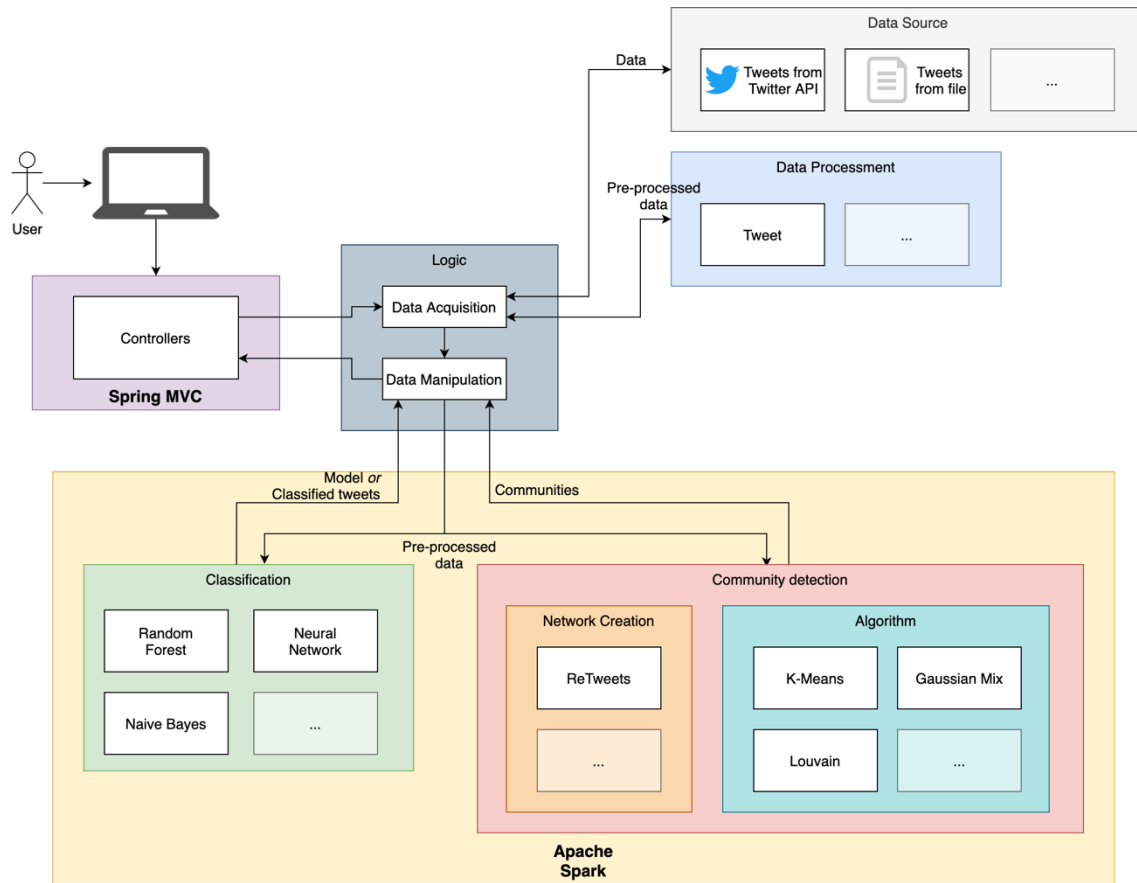 Data Source
Data
Tweets from
Twitter API
Tweets
from file
...
User
Pre-processed
data
Data Processment
Tweet
...
Logic
Data Acquisition
Controllers
Data Manipulation
Spring MVC
Model or
Classified tweets
Communities
Pre-processed
data
Classification
Random
Forest
Neural
Network
Naive Bayes
...
Community detection
Network Creation
ReTweets
...
Algorithm
K-Means
Gaussian Mix
Louvain
...
Apache
Spark